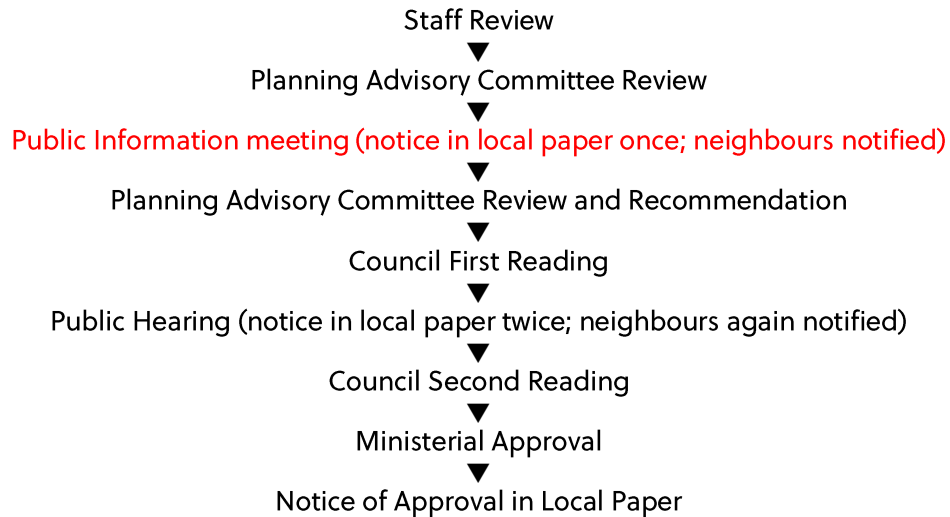 Staff Review
Planning Advisory Committee Review
Public Information meeting (notice in local paper once; neighbours notified)
Planning Advisory Committee Review and Recommendation
Council First Reading
Public Hearing (notice in local paper twice; neighbours again notified)
Council Second Reading
Ministerial Approval
Notice of Approval in Local Paper